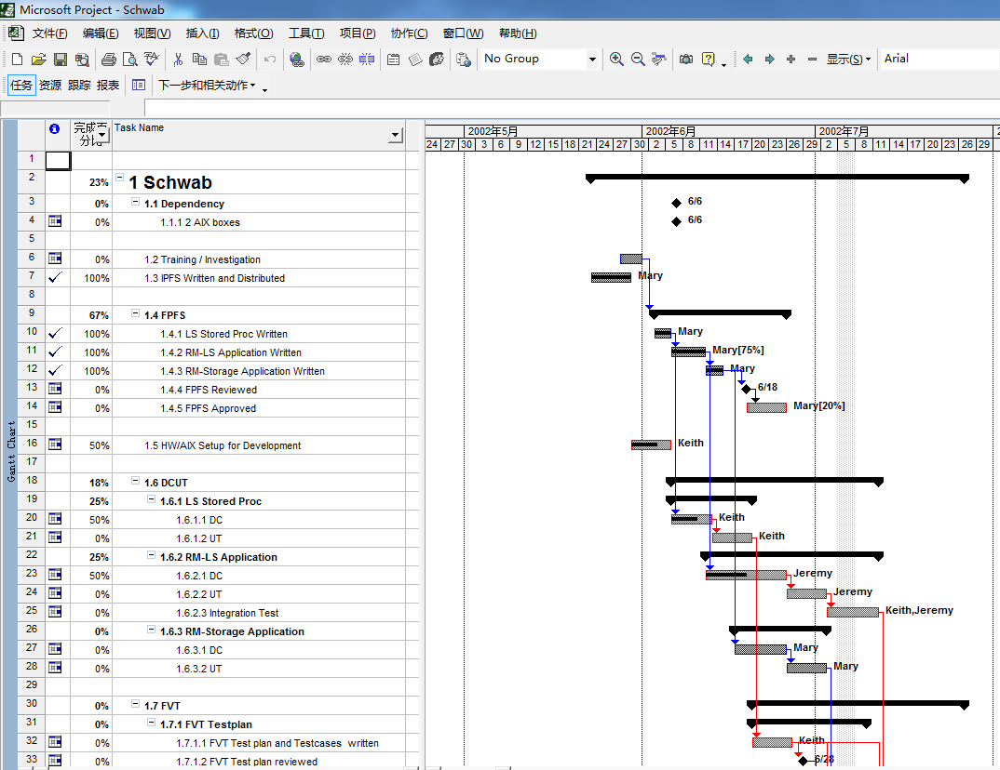 Microsoft Project - Schwab
文件(F) 编辑(E) 视图(V) 插入(I) 格式(O) 工具(T) 项目(P) 协作(C) 窗口(W) 帮助(H)
No Group 显示(S) Arial
任务 资源 跟踪 报表 下一步和相关动作
完成百分比 Task Name
2002年5月 2002年6月 2002年7月 2
24 27 30 3 6 9 12 15 18 21 24 27 30 2 5 8 11 14 17 20 23 26 29 2 5 8 11 14 17 20 23 26 29
1
2 23% 1 Schwab
3 0% 1.1 Dependency 6/6
4 0% 1.1.1 2 AIX boxes 6/6
5
6 0% 1.2 Training / Investigation
7 100% 1.3 IPFS Written and Distributed Mary
8
9 67% 1.4 FPFS
10 100% 1.4.1 LS Stored Proc Written Mary
11 100% 1.4.2 RM-LS Application Written Mary[75%]
12 100% 1.4.3 RM-Storage Application Written Mary
13 0% 1.4.4 FPFS Reviewed 6/18
14 0% 1.4.5 FPFS Approved Mary[20%]
15
16 50% 1.5 HW/AIX Setup for Development Keith
17
18 18% 1.6 DCUT
19 25% 1.6.1 LS Stored Proc
20 50% 1.6.1.1 DC Keith
21 0% 1.6.1.2 UT Keith
22 25% 1.6.2 RM-LS Application
23 50% 1.6.2.1 DC Jeremy
24 0% 1.6.2.2 UT Jeremy
25 0% 1.6.2.3 Integration Test Keith,Jeremy
26 0% 1.6.3 RM-Storage Application
27 0% 1.6.3.1 DC Mary
28 0% 1.6.3.2 UT Mary
29
30 0% 1.7 FVT
31 0% 1.7.1 FVT Testplan
32 0% 1.7.1.1 FVT Test plan and Testcases written Keith
33 0% 1.7.1.2 FVT Test plan reviewed 6/28
Gantt Chart